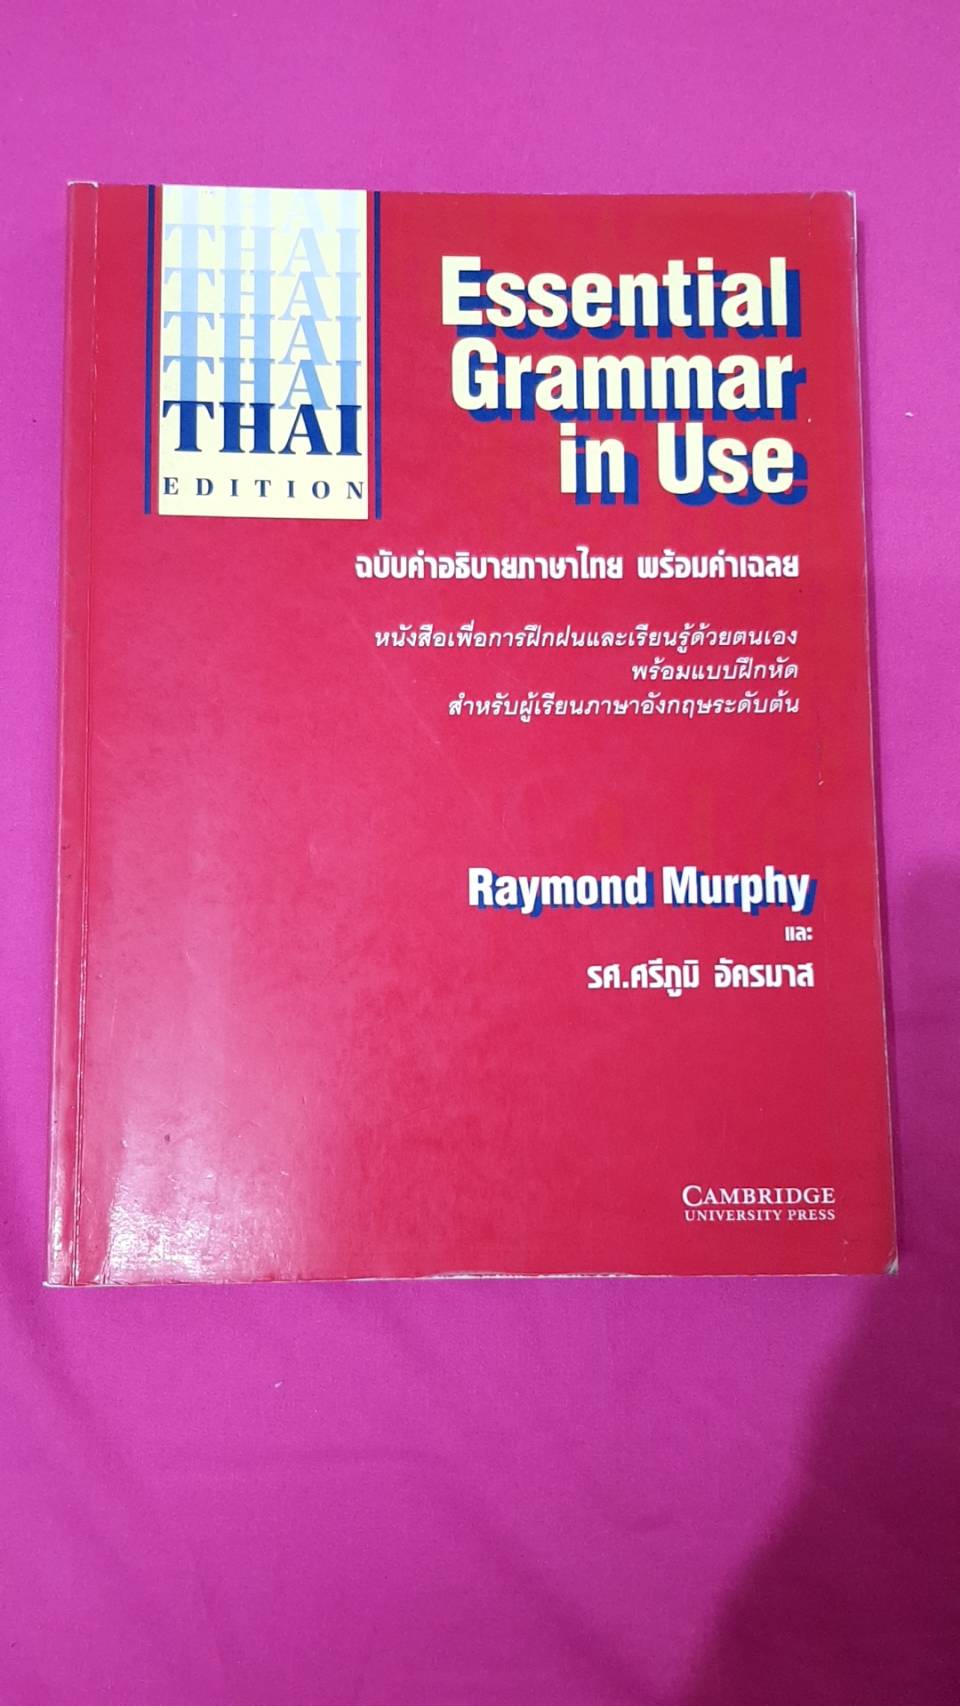 THAI
THAI
THAI
THAI
THAI
THAI
EDITION
Essential
Grammar
in Use
ฉบับคำอธิบายภาษาไทย พร้อมคำเฉลย
หนังสือเพื่อการฝึกฝนและเรียนรู้ด้วยตนเอง
พร้อมแบบฝึกหัด
สำหรับผู้เรียนภาษาอังกฤษระดับต้น
Raymond Murphy
และ
รศ.ศรีภูมิ อัครมาส
CAMBRIDGE
UNIVERSITY PRESS